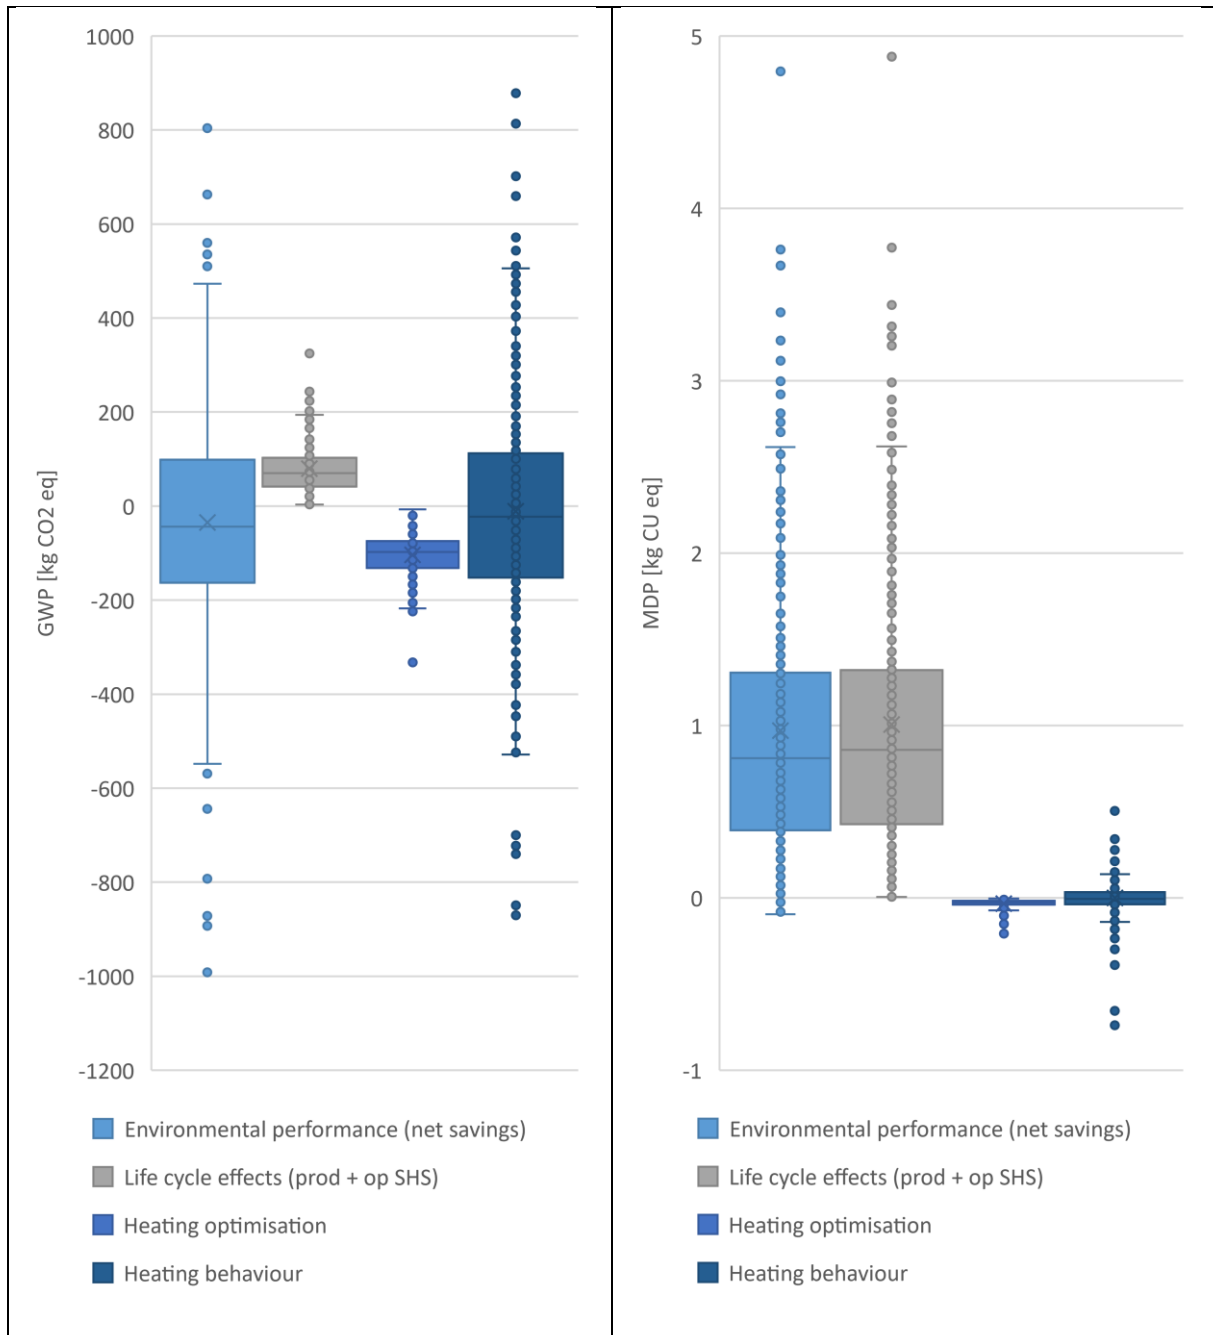 1000
800
600
400
200
0
-200
-400
-600
-800
-1000
-1200
GWP [kg CO2 eq]
Environmental performance (net savings)
Life cycle effects (prod + op SHS)
Heating optimisation
Heating behaviour
5
4
3
2
1
0
-1
MDP [kg CU eq]
Environmental performance (net savings)
Life cycle effects (prod + op SHS)
Heating optimisation
Heating behaviour